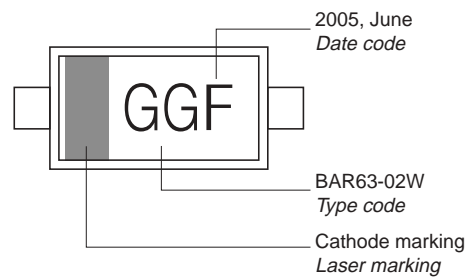 2005, June
Date code
GGF
BAR63-02W
Type code
Cathode marking
Laser marking